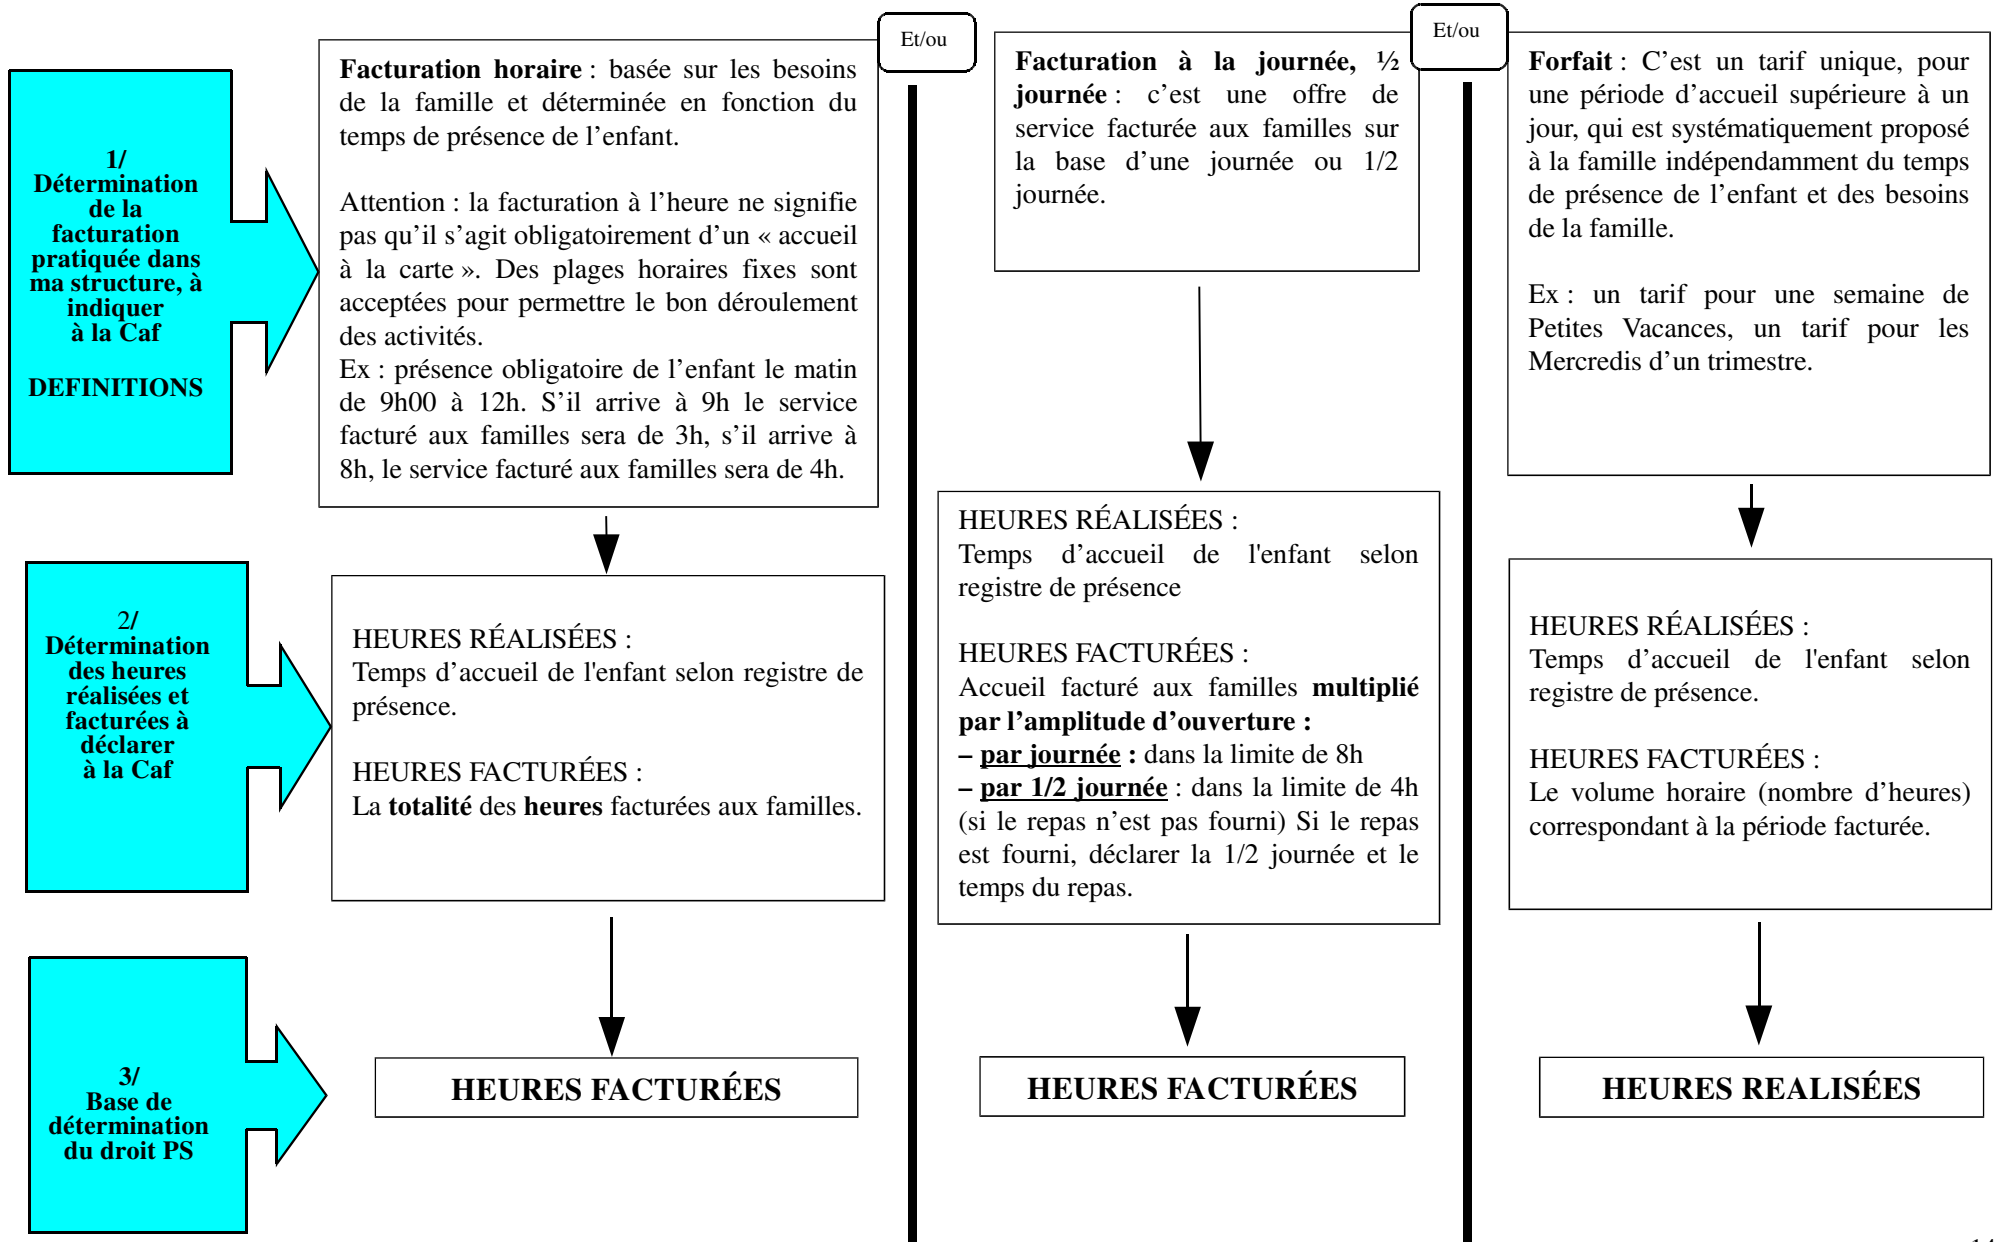 1/
Détermination
de la
facturation
pratiquée dans
ma structure, à
indiquer
à la Caf
DEFINITIONS
Facturation horaire : basée sur les besoins
de la famille et déterminée en fonction du
temps de présence de l’enfant.
Attention : la facturation à l’heure ne signifie
pas qu’il s’agit obligatoirement d’un « accueil
à la carte ». Des plages horaires fixes sont
acceptées pour permettre le bon déroulement
des activités.
Ex : présence obligatoire de l’enfant le matin
de 9h00 à 12h. S’il arrive à 9h le service
facturé aux familles sera de 3h, s’il arrive à
8h, le service facturé aux familles sera de 4h.
Et/ou
Facturation à la journée, ½
journée : c’est une offre de
service facturée aux familles sur
la base d’une journée ou 1/2
journée.
Et/ou
Forfait : C’est un tarif unique, pour
une période d’accueil supérieure à un
jour, qui est systématiquement proposé
à la famille indépendamment du temps
de présence de l’enfant et des besoins
de la famille.
Ex : un tarif pour une semaine de
Petites Vacances, un tarif pour les
Mercredis d’un trimestre.
2/
Détermination
des heures
réalisées et
facturées à
déclarer
à la Caf
HEURES RÉALISÉES :
Temps d’accueil de l'enfant selon registre de
présence.
HEURES FACTURÉES :
La totalité des heures facturées aux familles.
HEURES RÉALISÉES :
Temps d’accueil de l'enfant selon
registre de présence
HEURES FACTURÉES :
Accueil facturé aux familles multiplié
par l’amplitude d’ouverture :
– par journée : dans la limite de 8h
– par 1/2 journée : dans la limite de 4h
(si le repas n’est pas fourni) Si le repas
est fourni, déclarer la 1/2 journée et le
temps du repas.
HEURES RÉALISÉES :
Temps d’accueil de l'enfant selon
registre de présence.
HEURES FACTURÉES :
Le volume horaire (nombre d’heures)
correspondant à la période facturée.
3/
Base de
détermination
du droit PS
HEURES FACTURÉES
HEURES FACTURÉES
HEURES REALISÉES